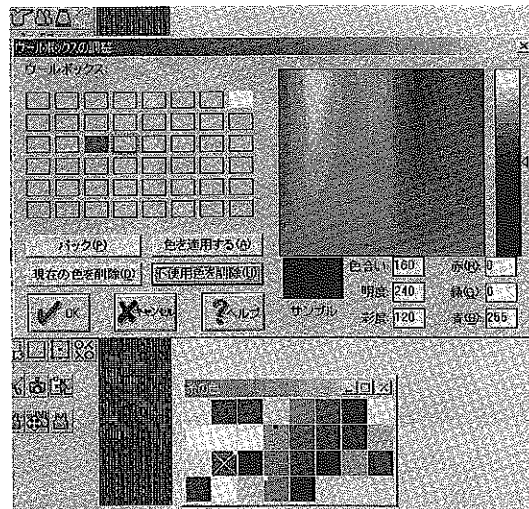 ウールボックスの調整
ウールボックス:
パック(P)
色を適用する(A)
現在の色を削除(D)
不使用色を削除(U)
OK
キャンセル
ヘルプ
サンプル
色合い: 160
赤(R): 0
明度: 240
緑(G): 0
彩度: 120
青(B): 255